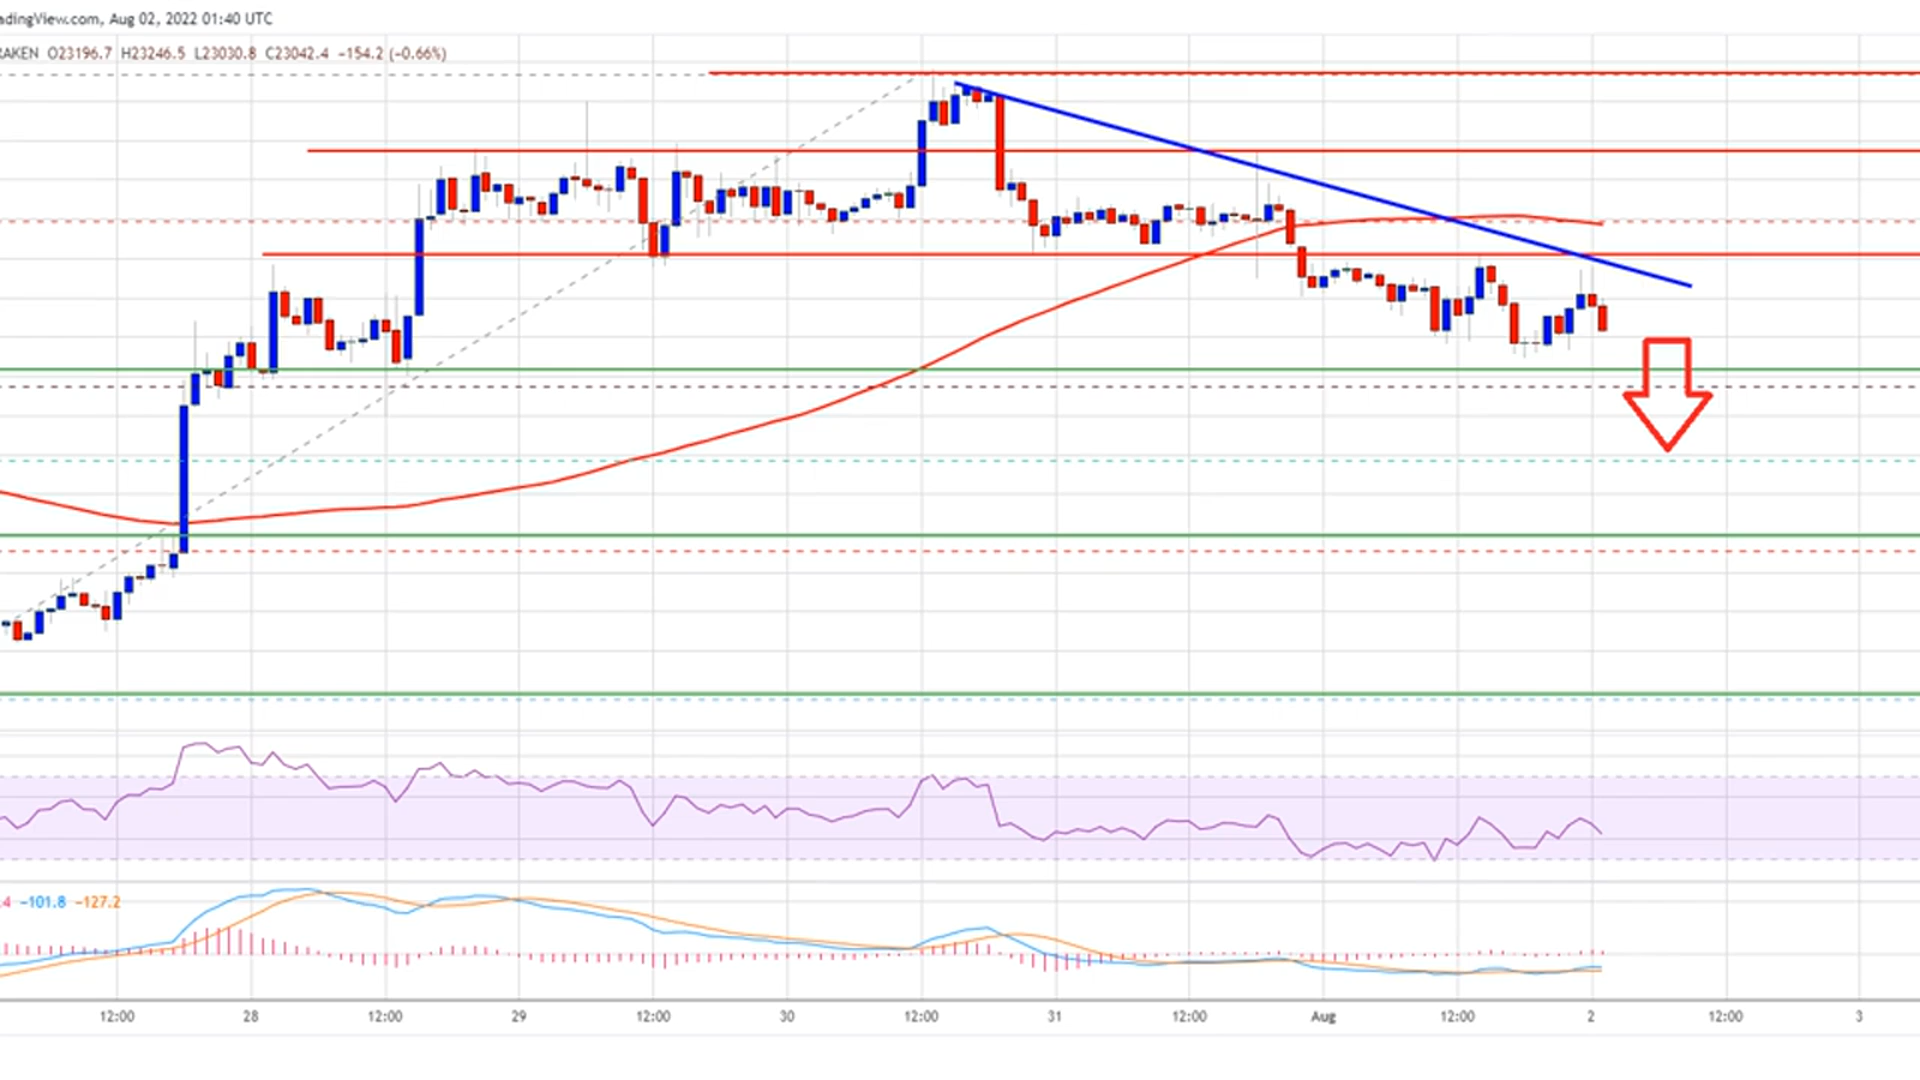 adingView.com, Aug 02, 2022 01:40 UTC
RAKEN O23196.7 H23246.5 L23030.8 C23042.4 −154.2 (−0.66%)
.4 −101.8 −127.2
12:00 28 12:00 29 12:00 30 12:00 31 12:00 Aug 12:00 2 12:00 3